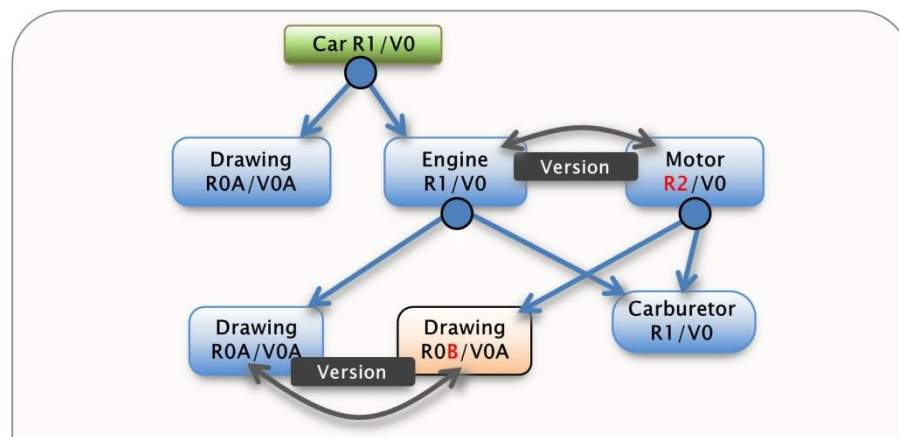 Car R1/V0
Drawing
R0A/V0A
Engine
R1/V0
Version
Motor
R2/V0
Drawing
R0A/V0A
Version
Drawing
R0B/V0A
Carburetor
R1/V0